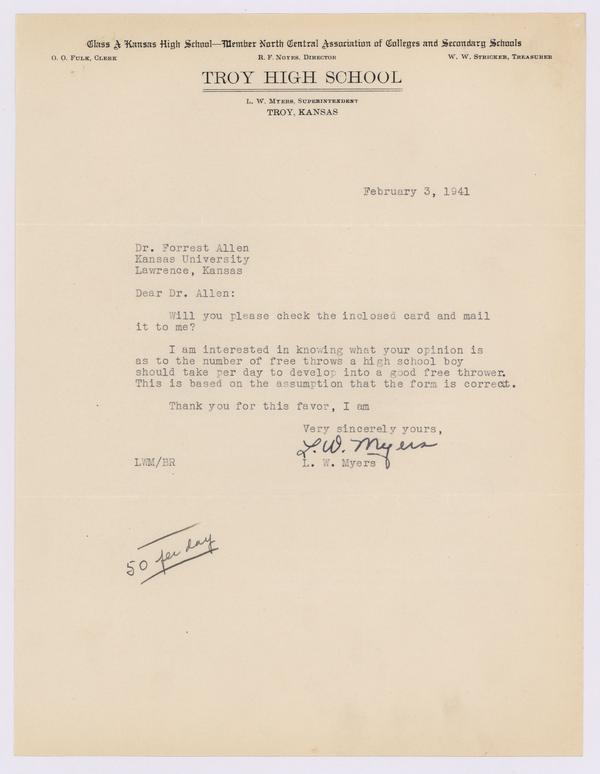 Class A Kansas High School—Member North Central Association of Colleges and Secondary Schools
O. O. Fulk, Clerk R. F. Noyes, Director W. W. Stricker, Treasurer
TROY HIGH SCHOOL
L. W. Myers, Superintendent
TROY, KANSAS
February 3, 1941
Dr. Forrest Allen
Kansas University
Lawrence, Kansas
Dear Dr. Allen:
Will you please check the inclosed card and mail
it to me?
I am interested in knowing what your opinion is
as to the number of free throws a high school boy
should take per day to develop into a good free thrower.
This is based on the assumption that the form is correct.
Thank you for this favor, I am
Very sincerely yours,
L. W. Myers
LWM/BR L. W. Myers
50 per day